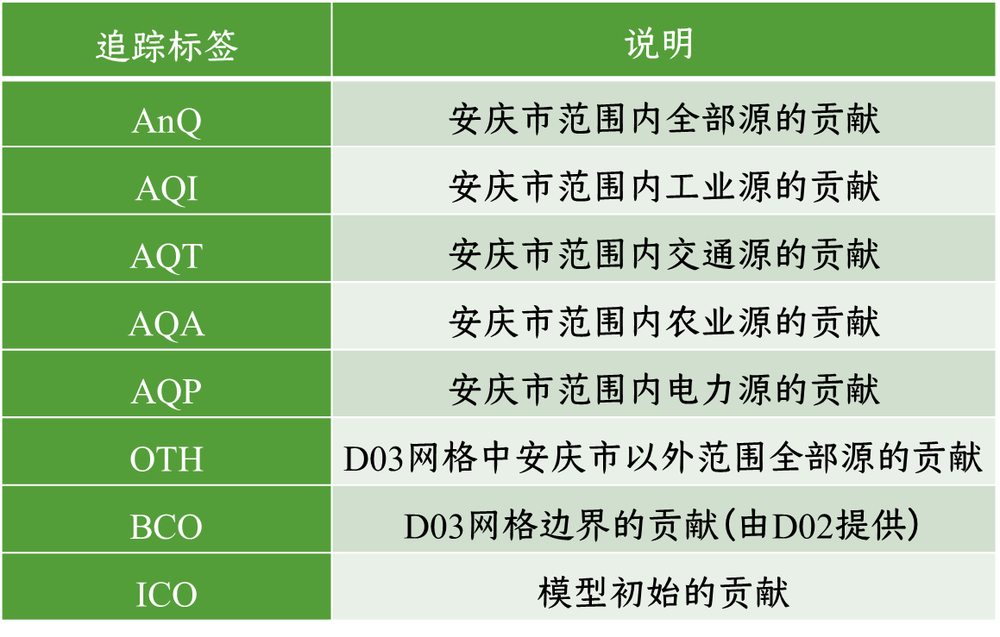 追踪标签 说明
AnQ 安庆市范围内全部源的贡献
AQI 安庆市范围内工业源的贡献
AQT 安庆市范围内交通源的贡献
AQA 安庆市范围内农业源的贡献
AQP 安庆市范围内电力源的贡献
OTH D03网格中安庆市以外范围全部源的贡献
BCO D03网格边界的贡献(由D02提供)
ICO 模型初始的贡献